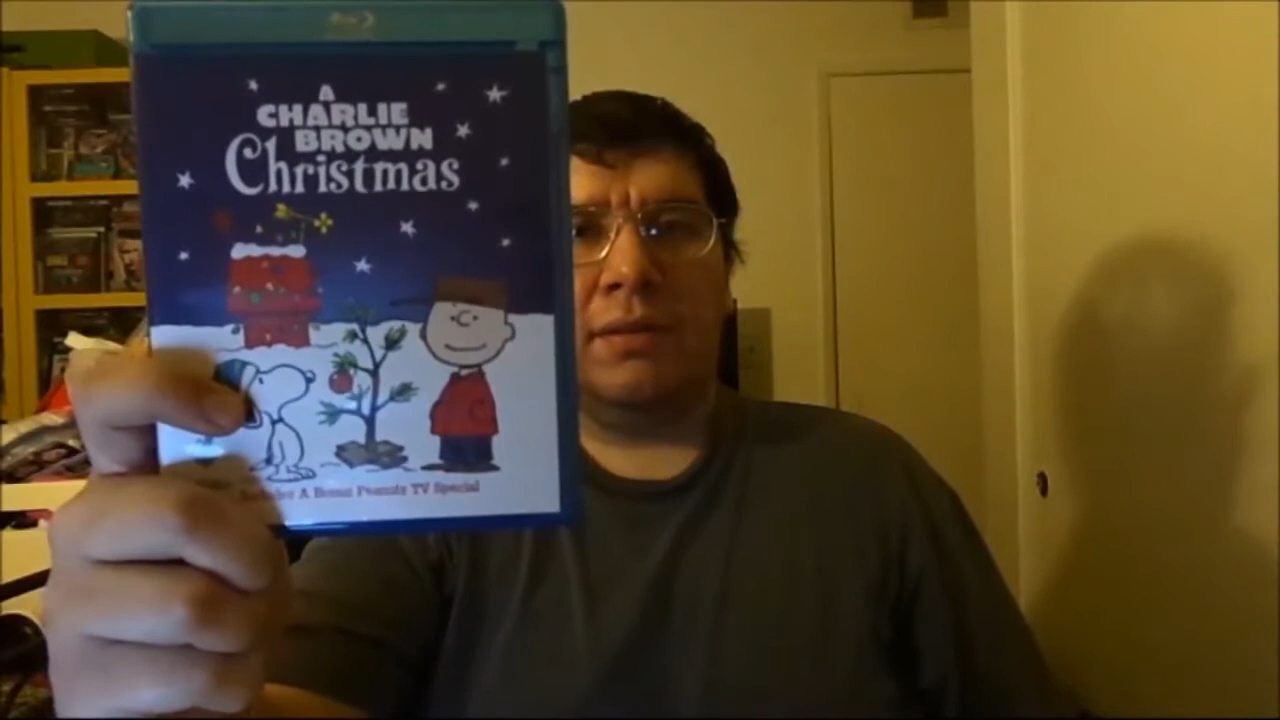 A
CHARLIE
BROWN
Christmas
A Bonus Peanuts TV Special